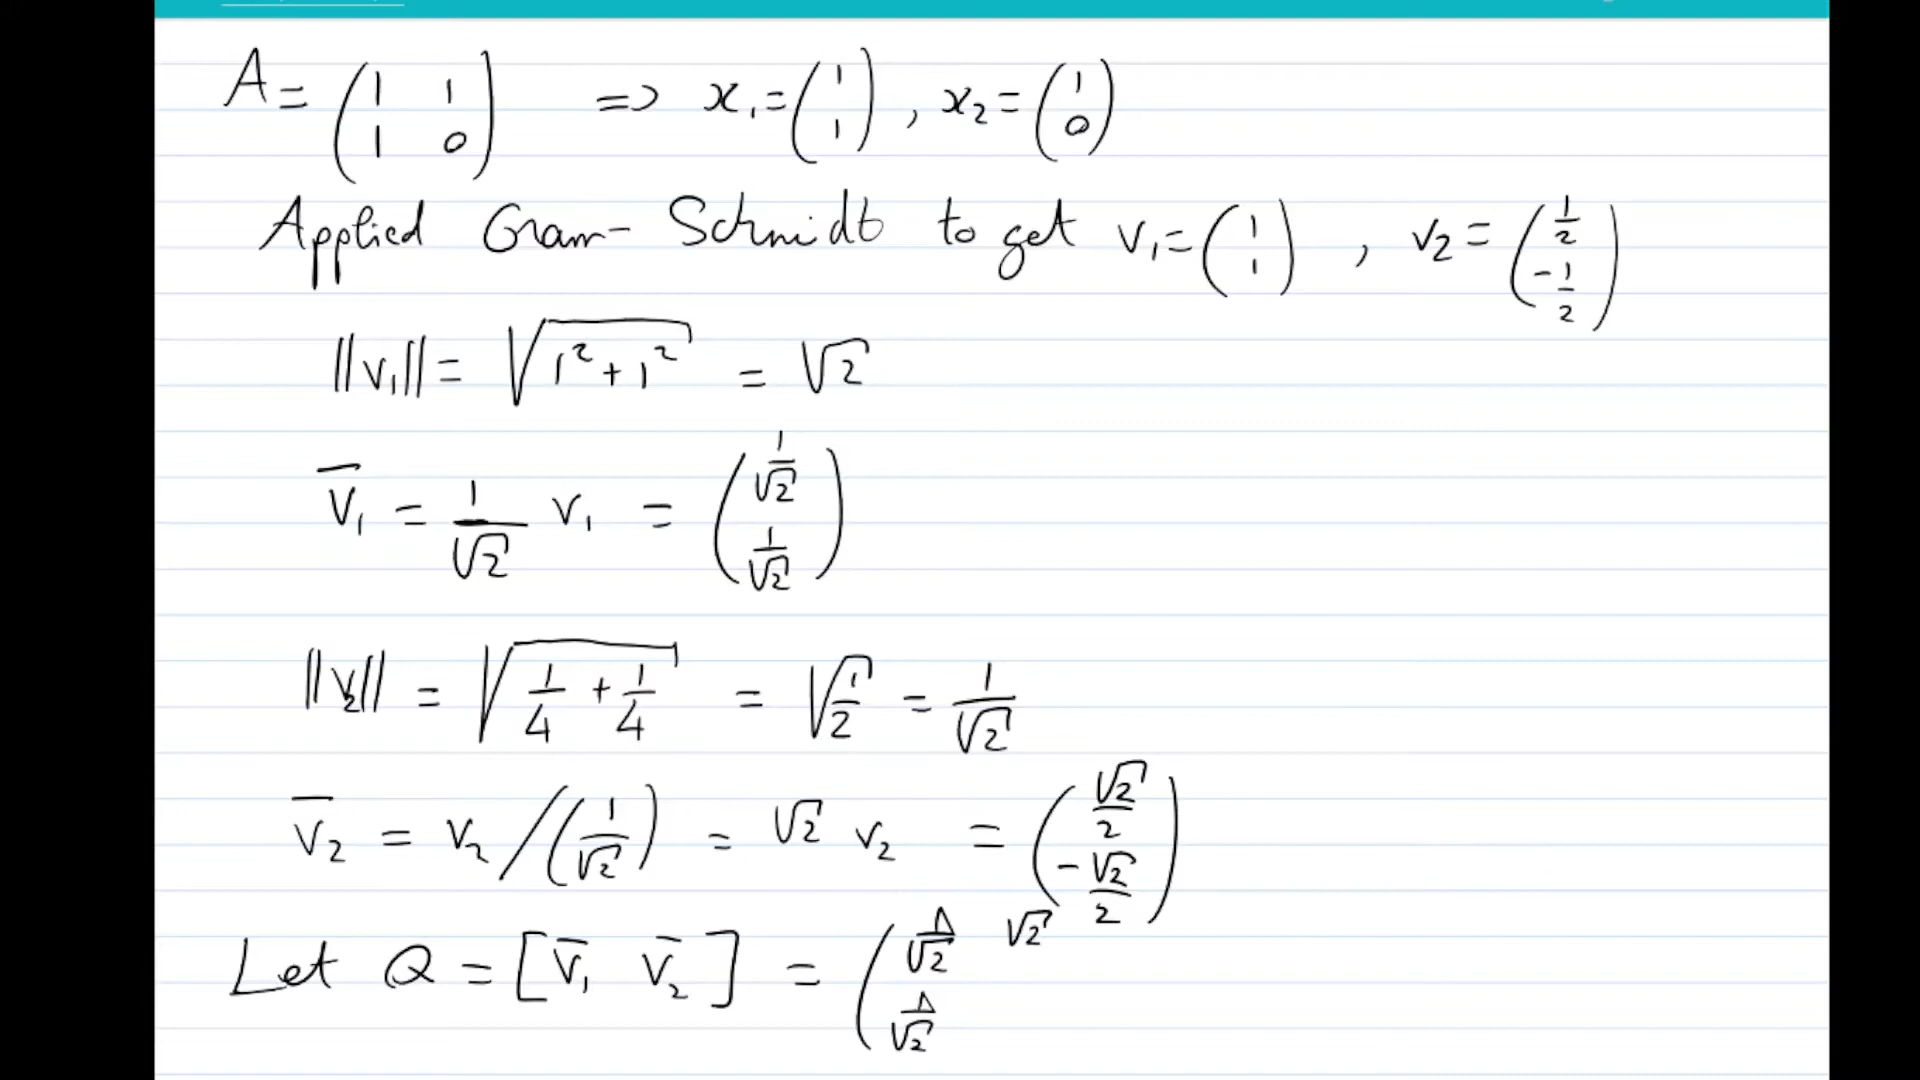 A = (1 1 1 0) => x₁ = (1 1) , x₂ = (1 0)
Applied Gram-Schmidt to get v₁ = (1 1) , v₂ = (1/2 -1/2)
||v₁|| = √(1² + 1²) = √2
v̅₁ = 1/√2 v₁ = (1/√2 1/√2)
||v₂|| = √(1/4 + 1/4) = √(1/2) = 1/√2
v̅₂ = v₂ / (1/√2) = √2 v₂ = (√2/2 -√2/2)
Let Q = [v̅₁ v̅₂] = (1/√2 √2 1/√2